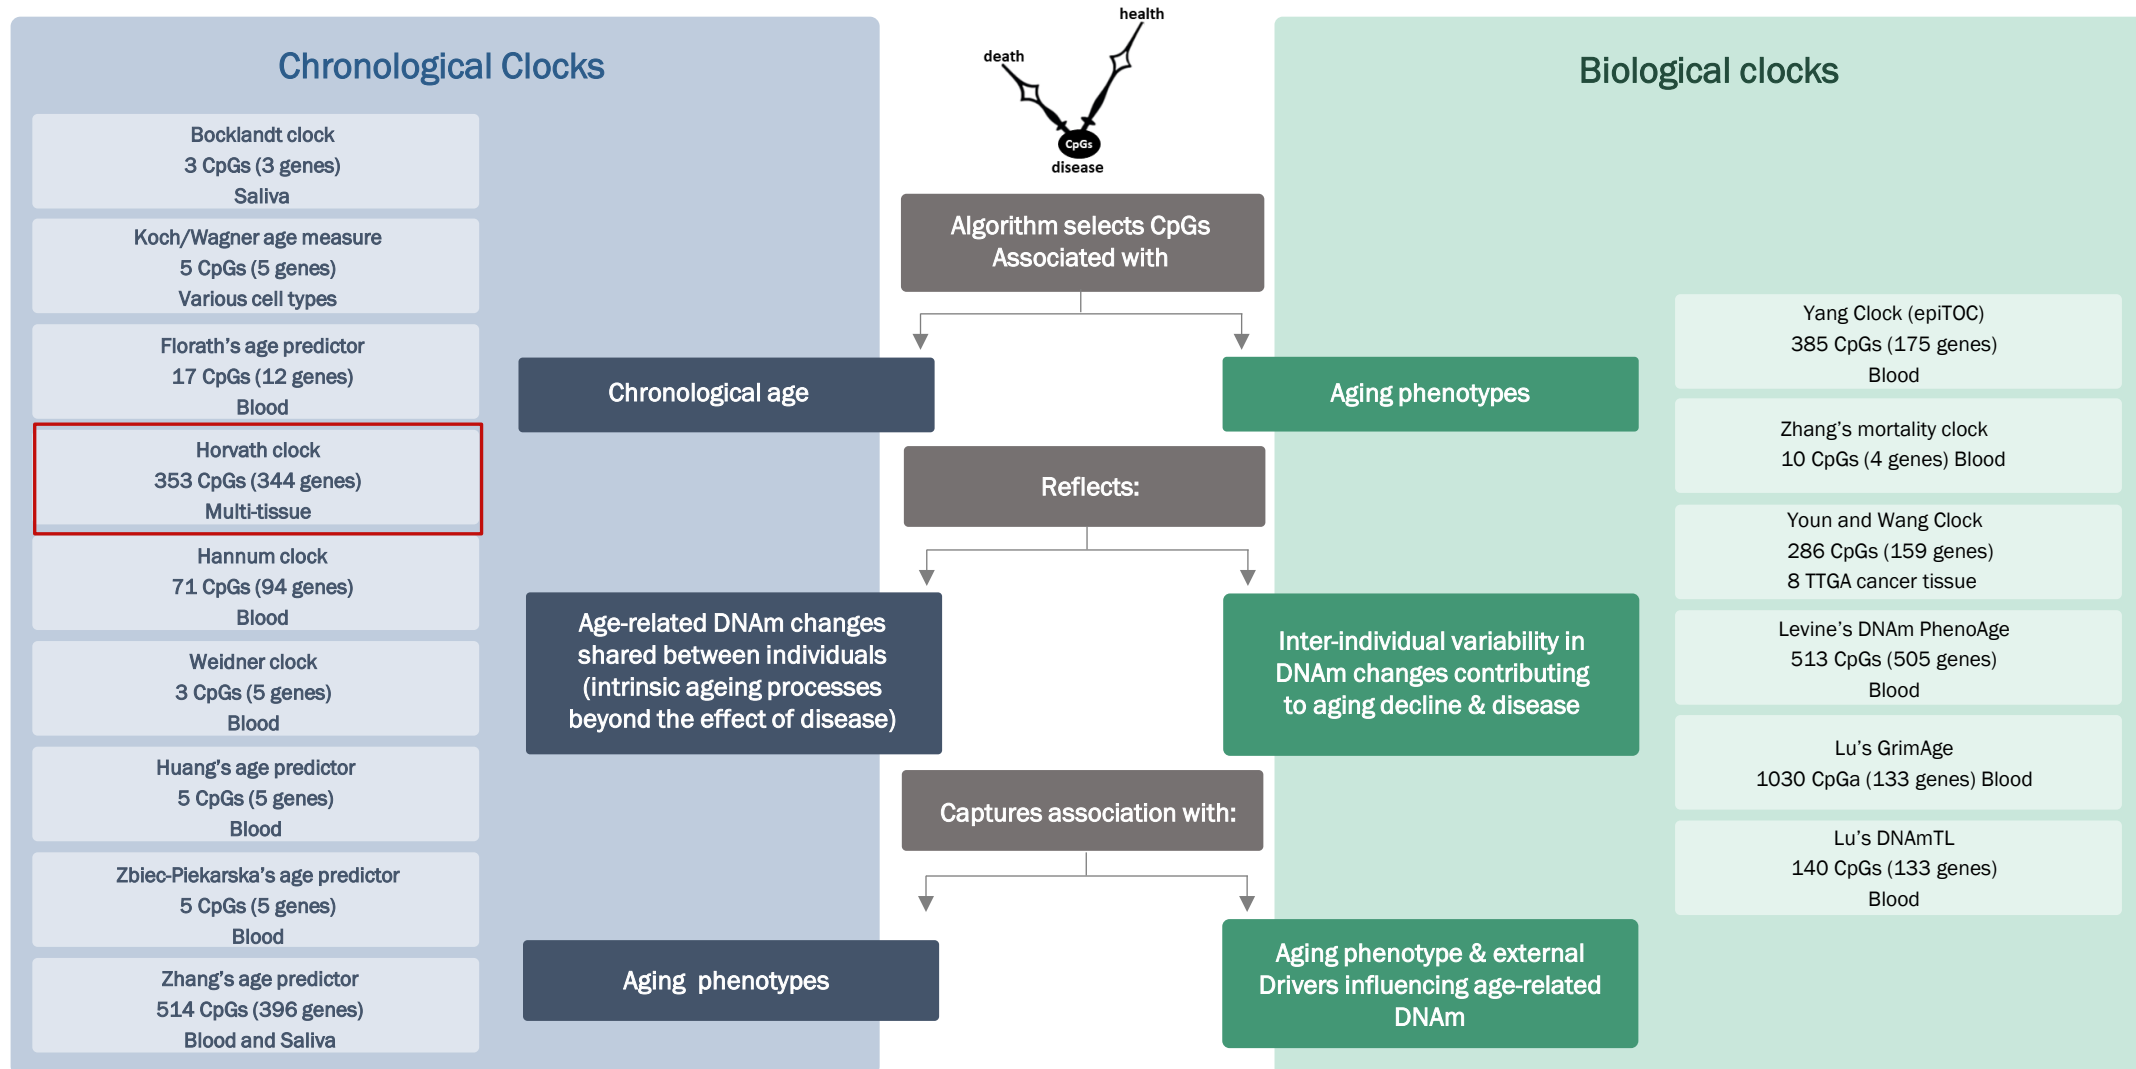 Chronological Clocks
Bocklandt clock
3 CpGs (3 genes)
Saliva
Koch/Wagner age measure
5 CpGs (5 genes)
Various cell types
Florath's age predictor
17 CpGs (12 genes)
Blood
Horvath clock
353 CpGs (344 genes)
Multi-tissue
Hannum clock
71 CpGs (94 genes)
Blood
Weidner clock
3 CpGs (5 genes)
Blood
Huang's age predictor
5 CpGs (5 genes)
Blood
Zbiec-Piekarska's age predictor
5 CpGs (5 genes)
Blood
Zhang's age predictor
514 CpGs (396 genes)
Blood and Saliva
health
death
CpGs
disease
Algorithm selects CpGs
Associated with
Chronological age
Aging phenotypes
Reflects:
Age-related DNAm changes
shared between individuals
(intrinsic ageing processes
beyond the effect of disease)
Inter-individual variability in
DNAm changes contributing
to aging decline & disease
Captures association with:
Aging phenotypes
Aging phenotype & external
Drivers influencing age-related
DNAm
Biological clocks
Yang Clock (epiTOC)
385 CpGs (175 genes)
Blood
Zhang's mortality clock
10 CpGs (4 genes) Blood
Youn and Wang Clock
286 CpGs (159 genes)
8 TTGA cancer tissue
Levine's DNAm PhenoAge
513 CpGs (505 genes)
Blood
Lu's GrimAge
1030 CpGa (133 genes) Blood
Lu's DNAmTL
140 CpGs (133 genes)
Blood